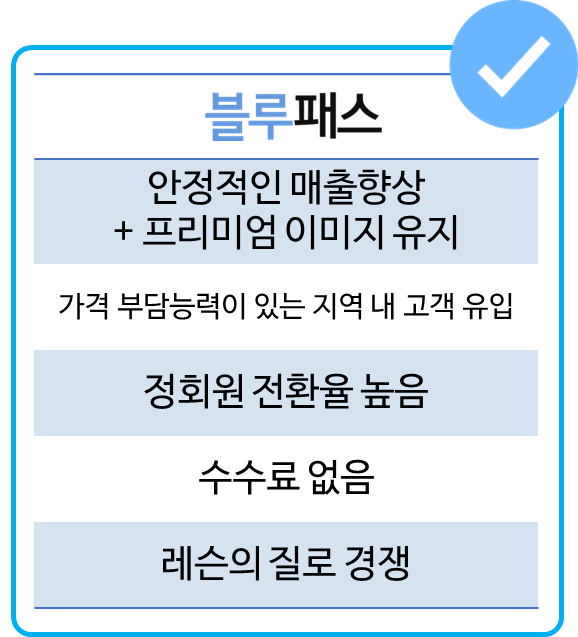 블루패스
안정적인 매출향상
+ 프리미엄 이미지 유지
가격 부담능력이 있는 지역 내 고객 유입
정회원 전환율 높음
수수료 없음
레슨의 질로 경쟁